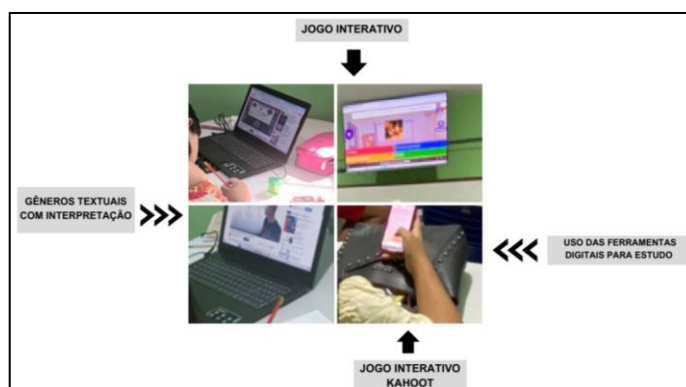 JOGO INTERATIVO
GÊNEROS TEXTUAIS
COM INTERPRETAÇÃO
USO DAS FERRAMENTAS
DIGITAIS PARA ESTUDO
JOGO INTERATIVO
KAHOOT